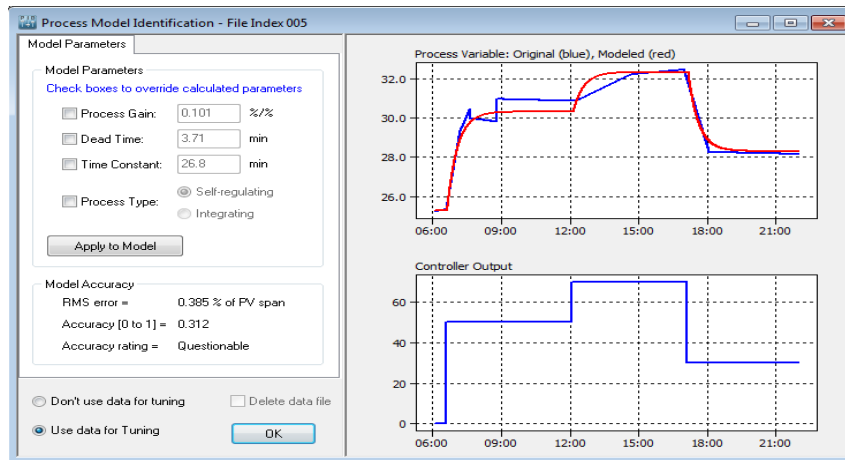 Process Model Identification - File Index 005
Model Parameters
Model Parameters
Check boxes to override calculated parameters
Process Gain: 0.101 %/%
Dead Time: 3.71 min
Time Constant: 26.8 min
Process Type: Self-regulating
Integrating
Apply to Model
Model Accuracy
RMS error = 0.385 % of PV span
Accuracy [0 to 1] = 0.312
Accuracy rating = Questionable
Don't use data for tuning Delete data file
Use data for Tuning OK
Process Variable: Original (blue), Modeled (red)
32.0
30.0
28.0
26.0
06:00 09:00 12:00 15:00 18:00 21:00
Controller Output
60
40
20
0
06:00 09:00 12:00 15:00 18:00 21:00